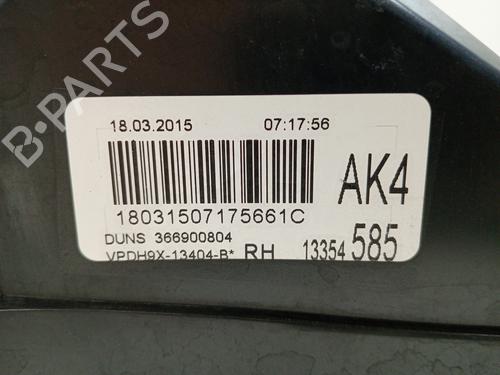 B-PARTS
18.03.2015 07:17:56
AK4
18031507175661C
DUNS 366900804
VPDH9X-13404-B* RH 13354 585